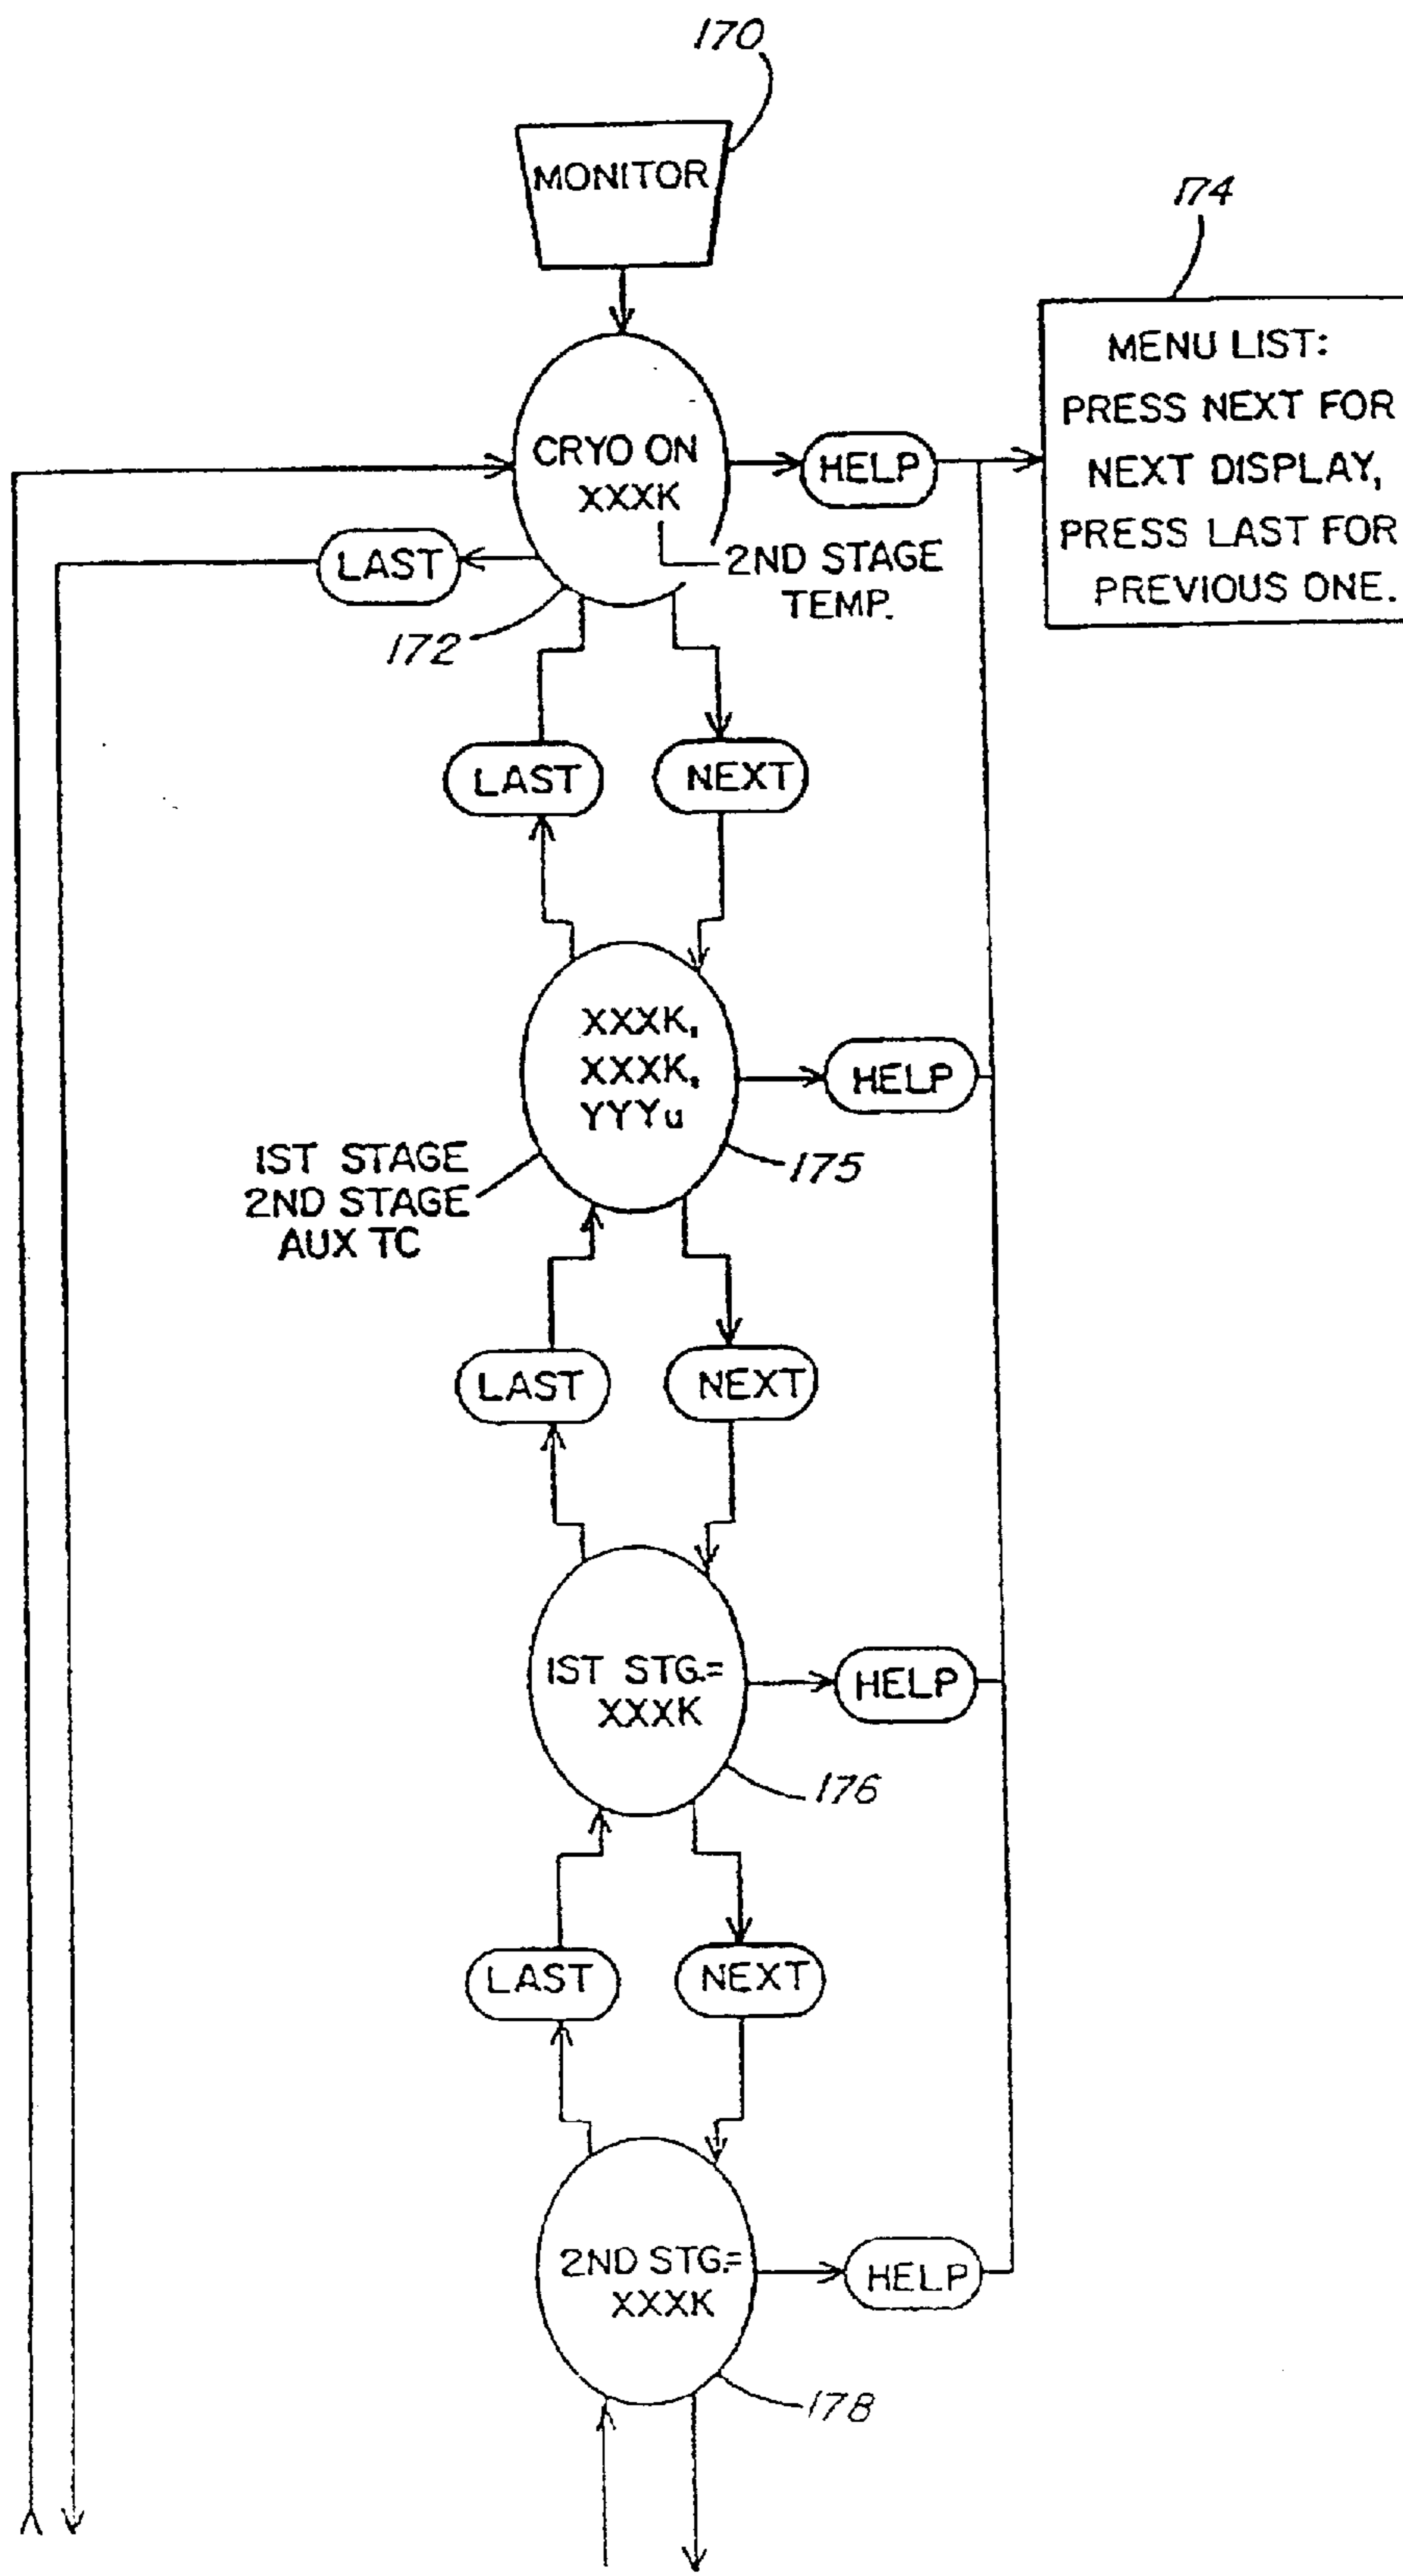 170
MONITOR
174
MENU LIST:
PRESS NEXT FOR
NEXT DISPLAY,
PRESS LAST FOR
PREVIOUS ONE.
CRYO ON
XXXK
HELP
LAST
2ND STAGE
TEMP.
172
LAST
NEXT
XXXK,
XXXK,
YYYu
HELP
1ST STAGE
2ND STAGE
AUX TC
175
LAST
NEXT
1ST STG.=
XXXK
HELP
176
LAST
NEXT
2ND STG.=
XXXK
HELP
178